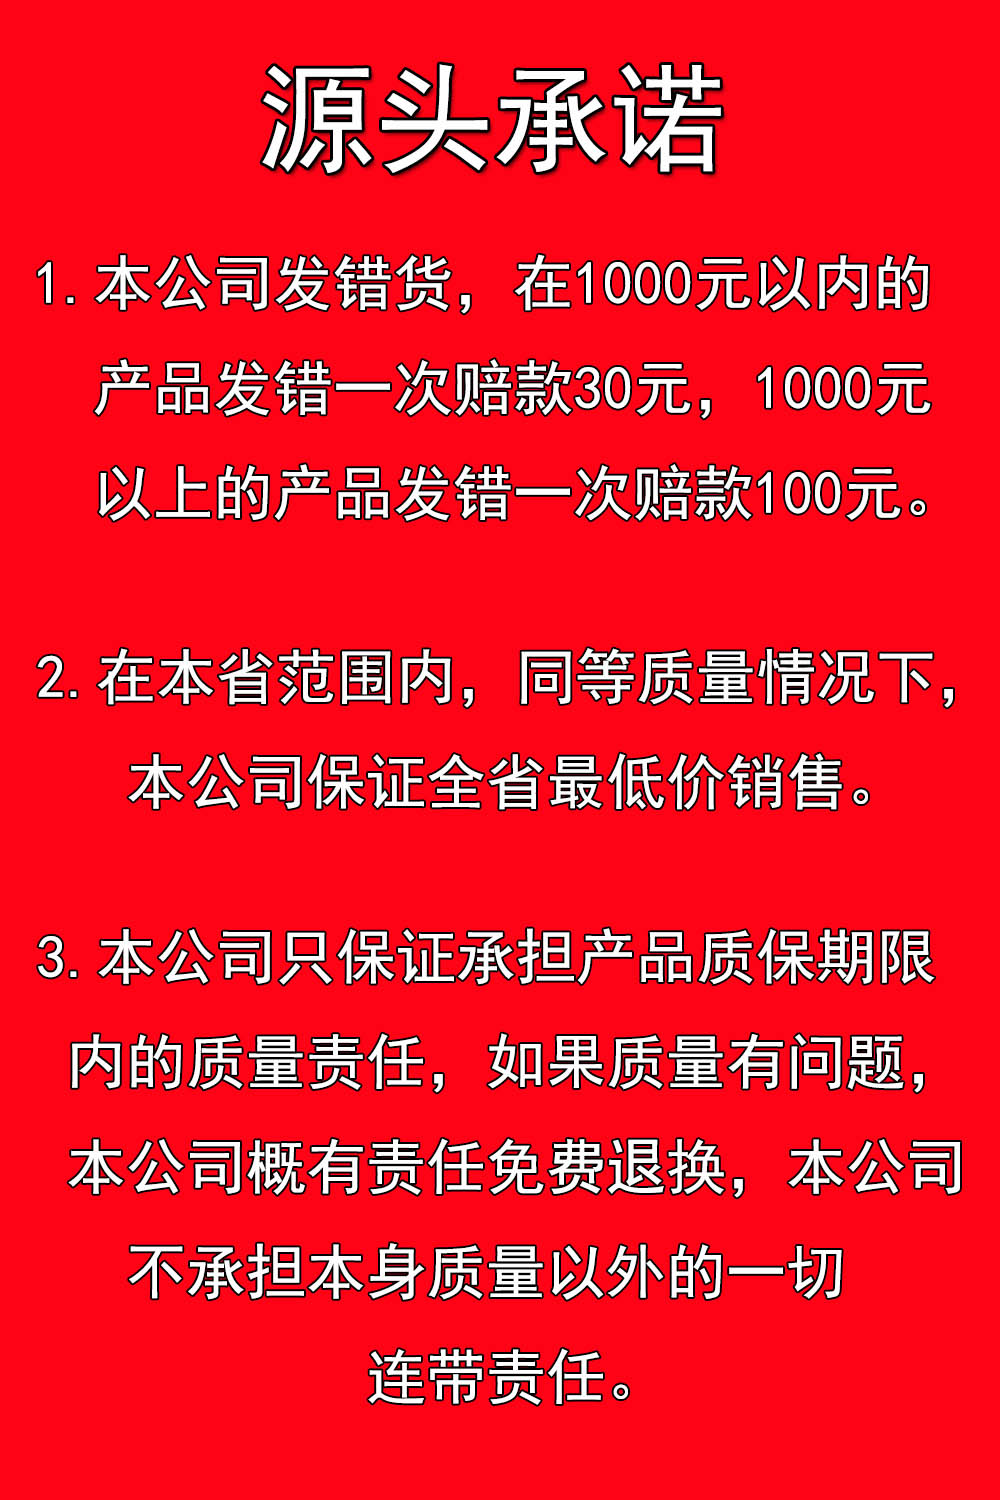 源头承诺
1.本公司发错货，在1000元以内的
产品发错一次赔款30元，1000元
以上的产品发错一次赔款100元。
2.在本省范围内，同等质量情况下，
本公司保证全省最低价销售。
3.本公司只保证承担产品质保期限
内的质量责任，如果质量有问题，
本公司概有责任免费退换，本公司
不承担本身质量以外的一切
连带责任。